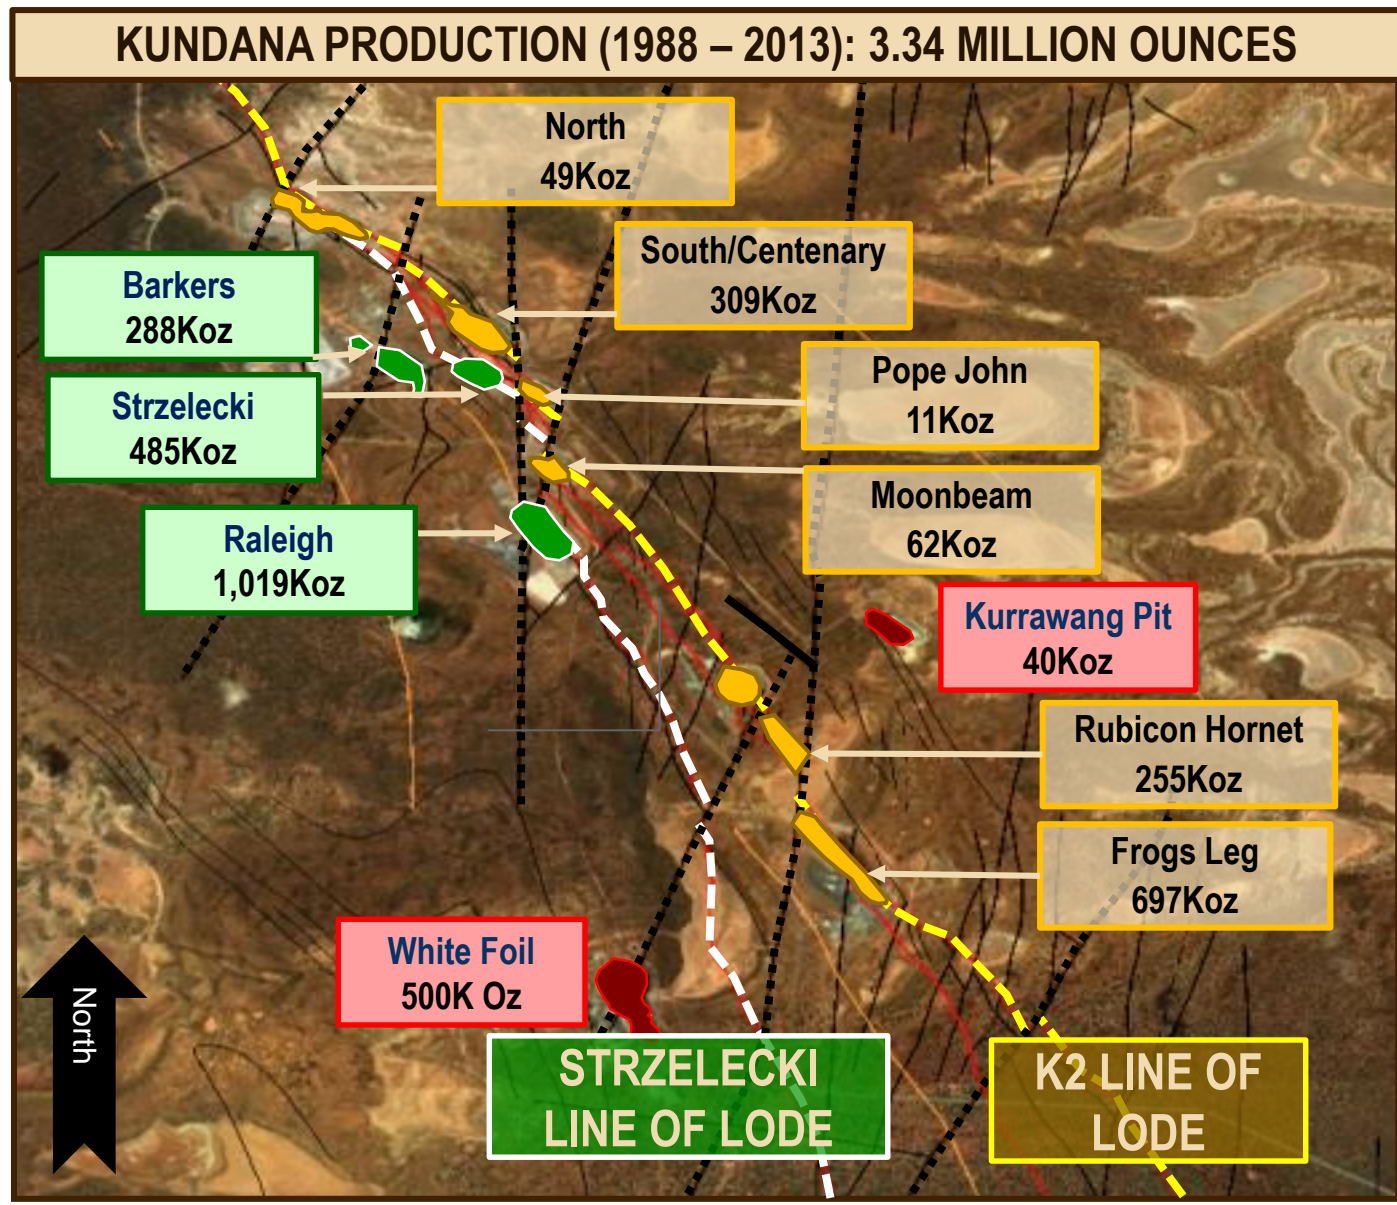 KUNDANA PRODUCTION (1988 – 2013): 3.34 MILLION OUNCES
North
49Koz
South/Centenary
309Koz
Barkers
288Koz
Pope John
11Koz
Strzelecki
485Koz
Moonbeam
62Koz
Raleigh
1,019Koz
Kurrawang Pit
40Koz
Rubicon Hornet
255Koz
Frogs Leg
697Koz
White Foil
500K Oz
North
STRZELECKI
LINE OF LODE
K2 LINE OF
LODE